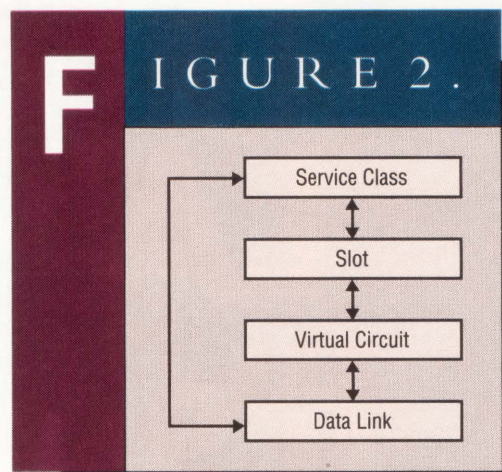 FIGURE 2.
Service Class
Slot
Virtual Circuit
Data Link